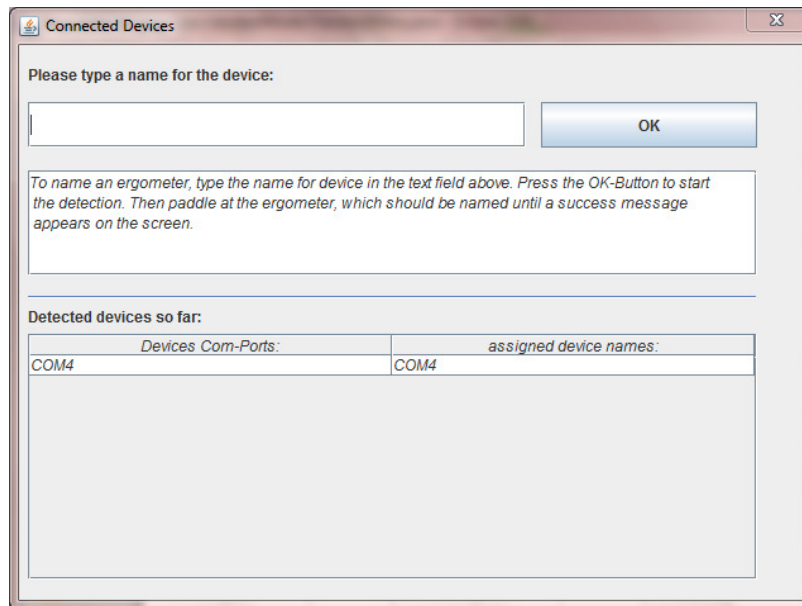 Connected Devices
Please type a name for the device:
OK
To name an ergometer, type the name for device in the text field above. Press the OK-Button to start
the detection. Then paddle at the ergometer, which should be named until a success message
appears on the screen.
Detected devices so far:
Devices Com-Ports: assigned device names:
COM4 COM4